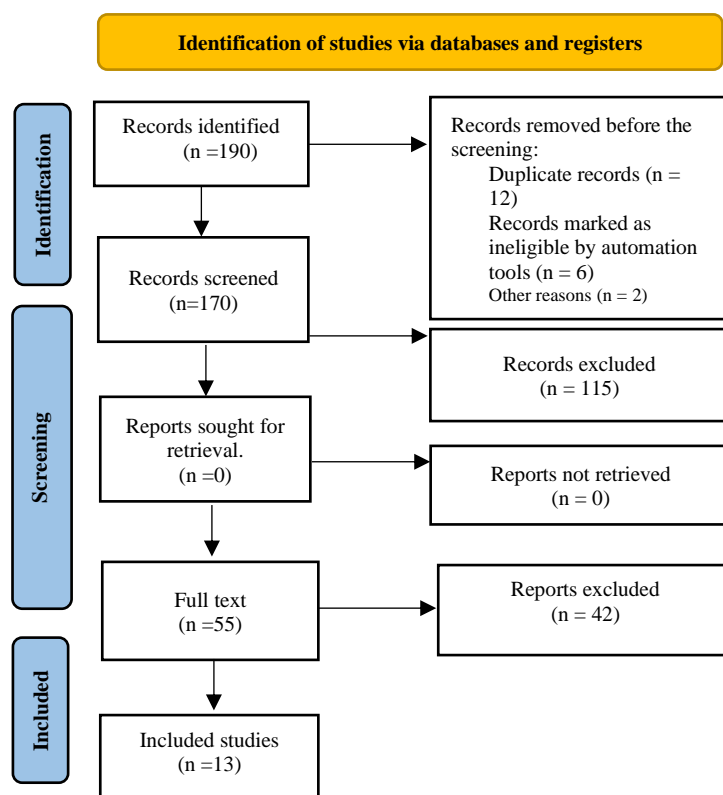 Identification of studies via databases and registers
Identification
Records identified
(n =190)
Records removed before the
screening:
Duplicate records (n =
12)
Records marked as
ineligible by automation
tools (n = 6)
Other reasons (n = 2)
Records screened
(n=170)
Screening
Records excluded
(n = 115)
Reports sought for
retrieval.
(n =0)
Reports not retrieved
(n = 0)
Full text
(n =55)
Reports excluded
(n = 42)
Included
Included studies
(n =13)